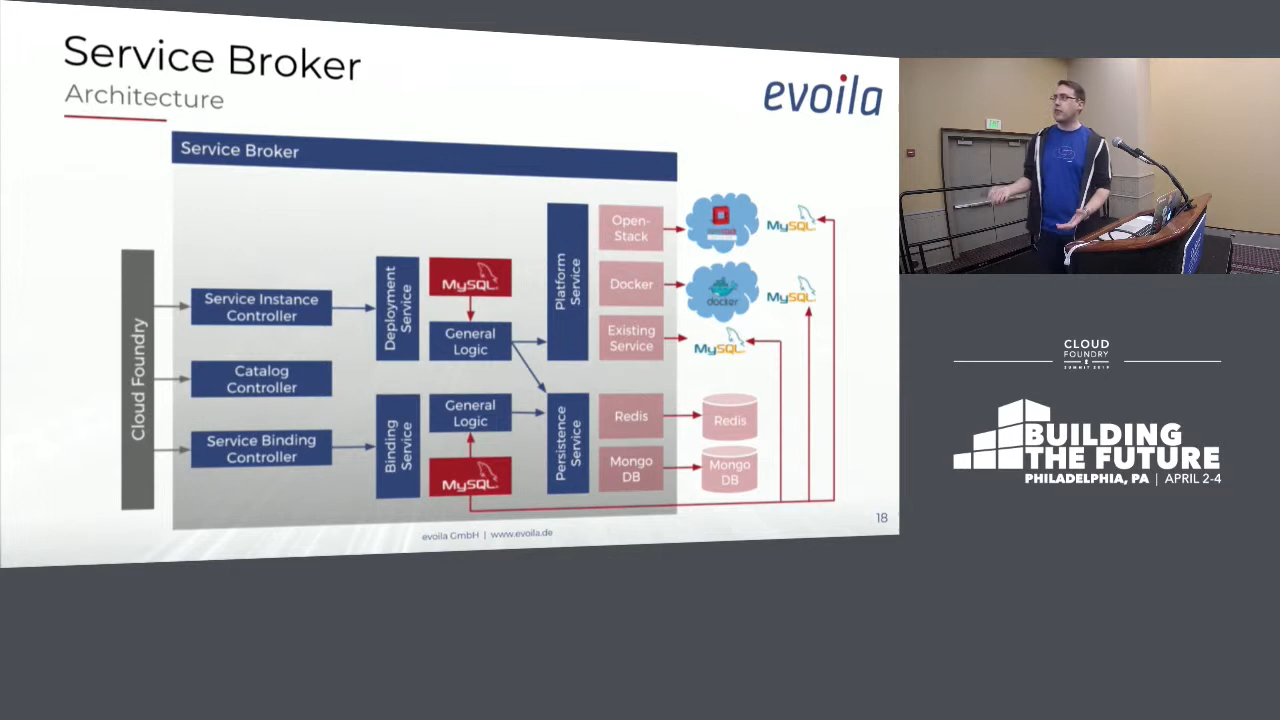 Service Broker
Architecture
evoila
Service Broker
Cloud Foundry
Service Instance
Controller
Catalog
Controller
Service Binding
Controller
Deployment
Service
MySQL
General
Logic
Binding
Service
General
Logic
MySQL
Platform
Service
Persistence
Service
Open-
Stack
Docker
Existing
Service
Redis
Mongo
DB
MySQL
docker
MySQL
MySQL
Redis
Mongo
DB
evoila GmbH | www.evoila.de
18
EXIT
CLOUD
FOUNDRY
SUMMIT 2019
BUILDING
THE FUTURE
PHILADELPHIA, PA | APRIL 2-4